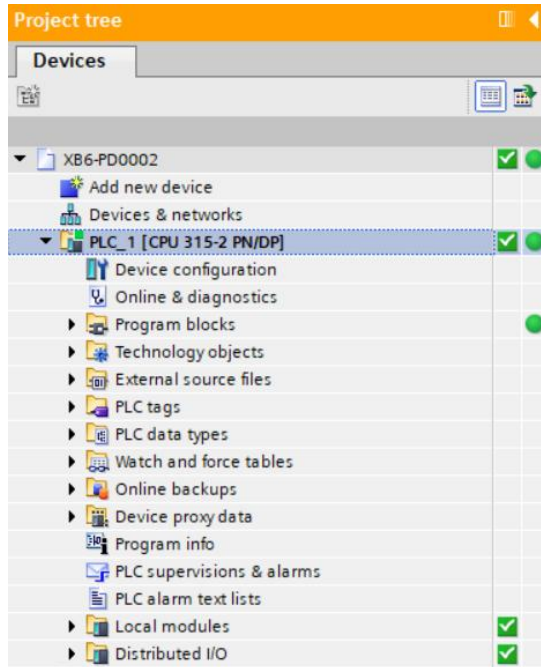 Project tree
Devices
XB6-PD0002
Add new device
Devices & networks
PLC_1 [CPU 315-2 PN/DP]
Device configuration
Online & diagnostics
Program blocks
Technology objects
External source files
PLC tags
PLC data types
Watch and force tables
Online backups
Device proxy data
Program info
PLC supervisions & alarms
PLC alarm text lists
Local modules
Distributed I/O